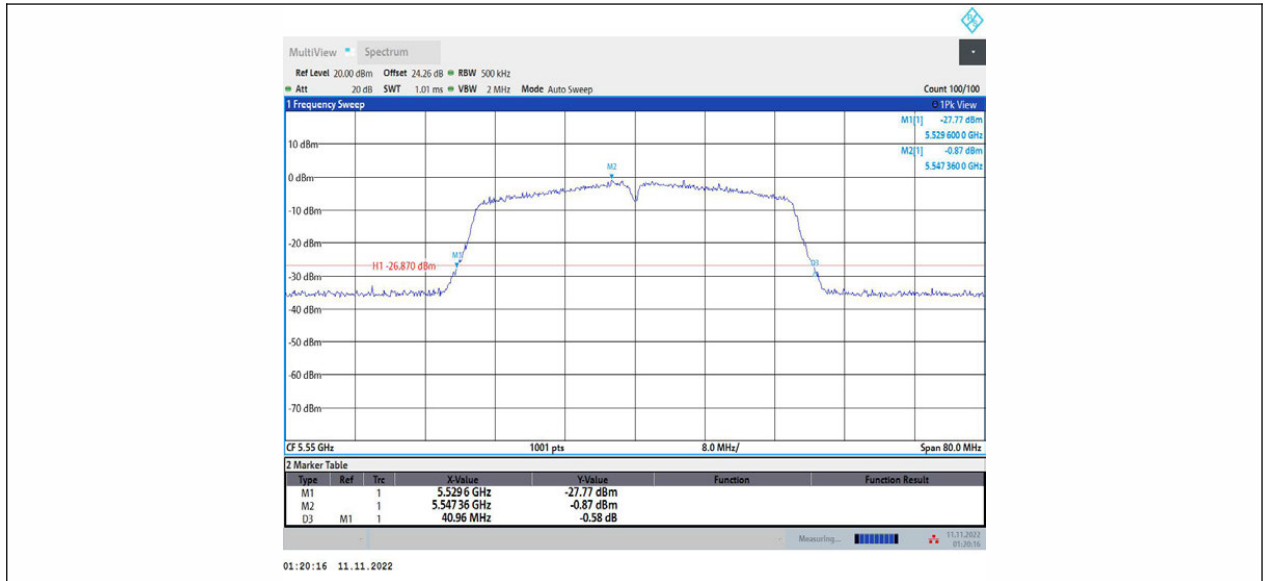 MultiView Spectrum
Ref Level 20.00 dBm Offset 24.26 dB RBW 500 kHz
Att 20 dB SWT 1.01 ms VBW 2 MHz Mode Auto Sweep Count 100/100
1 Frequency Sweep 1Pk View
M1[1] -27.77 dBm
5.529 600 0 GHz
M2[1] -0.87 dBm
5.547 360 0 GHz
10 dBm
M2
0 dBm
-10 dBm
-20 dBm
H1 -26.870 dBm
-30 dBm
-40 dBm
-50 dBm
-60 dBm
-70 dBm
CF 5.55 GHz 1001 pts 8.0 MHz/ Span 80.0 MHz
2 Marker Table
Type Ref Trc X-Value Y-Value Function Function Result
M1 1 5.5296 GHz -27.77 dBm
M2 1 5.54736 GHz -0.87 dBm
D3 M1 1 40.96 MHz -0.58 dB
Measuring... 11.11.2022
01:20:16
01:20:16 11.11.2022